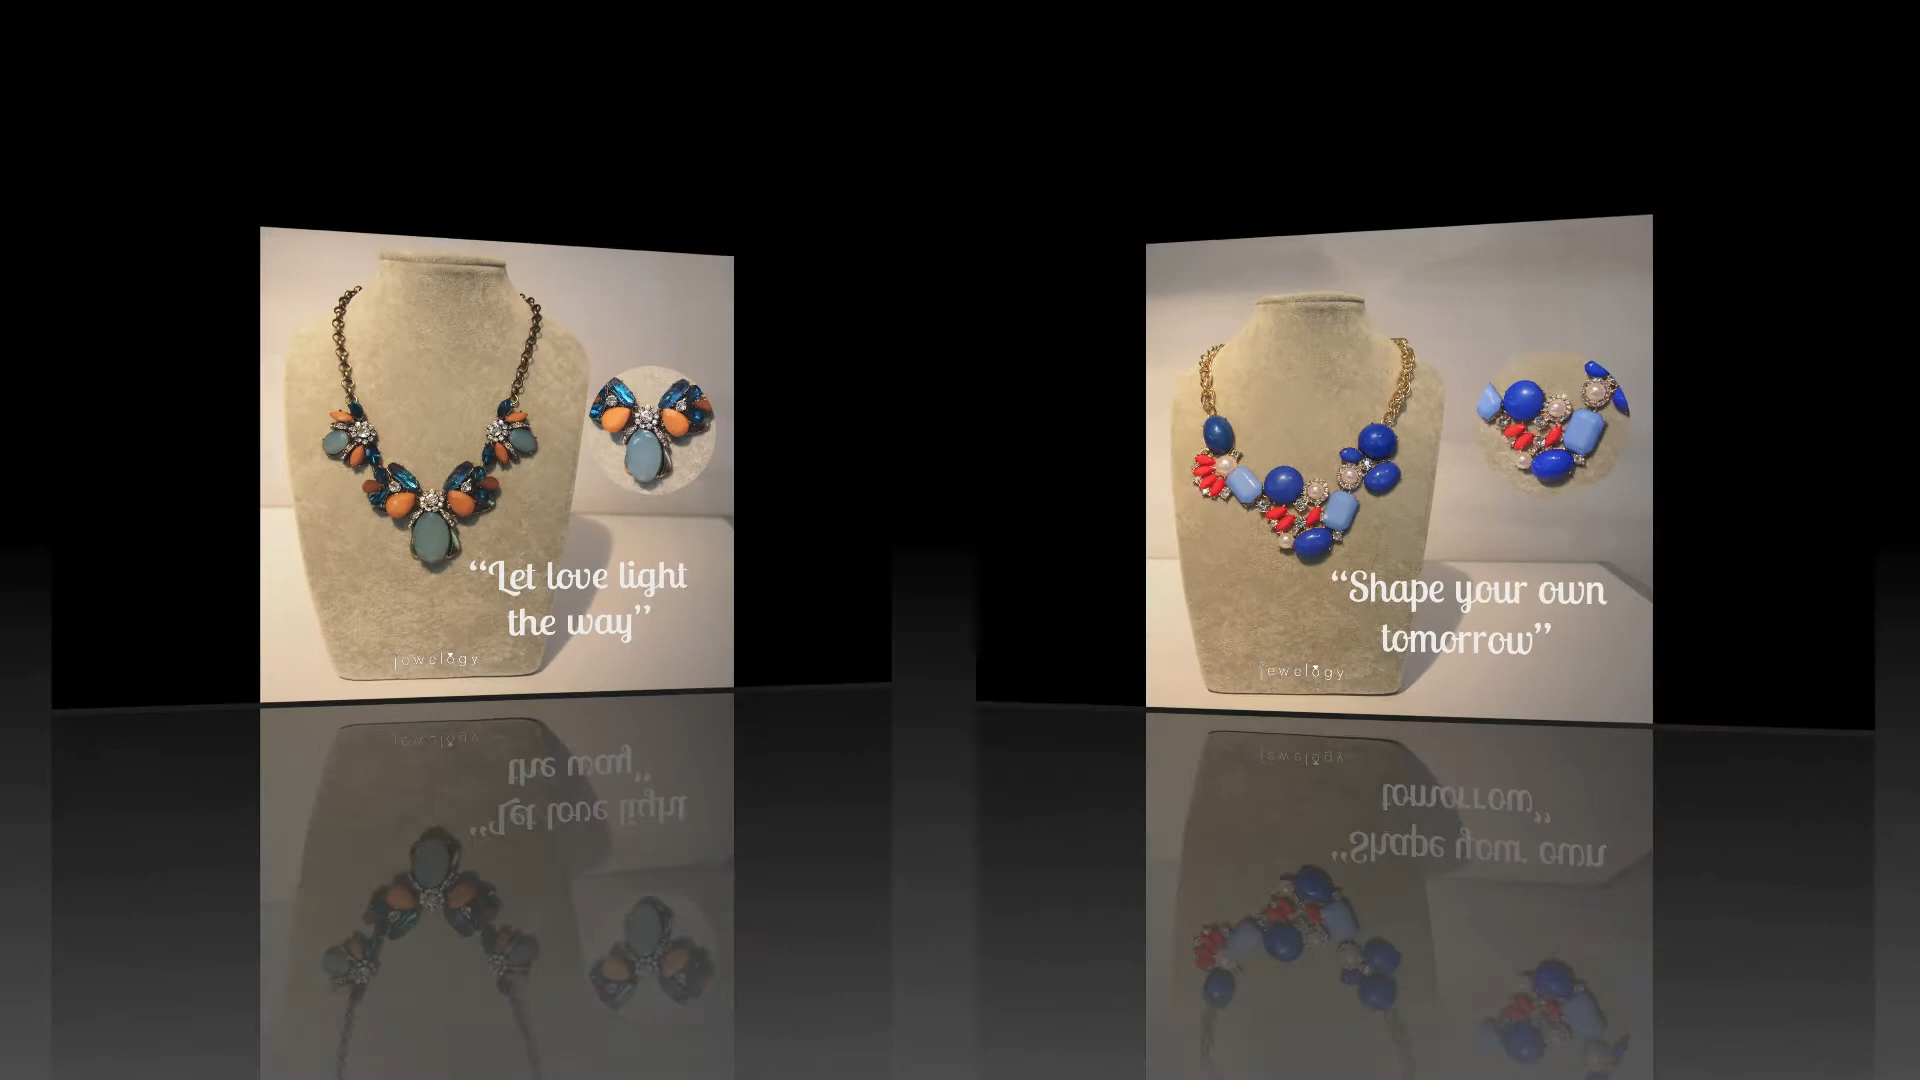 “Let love light
the way”
jewelogy
“Shape your own
tomorrow”
jewelogy